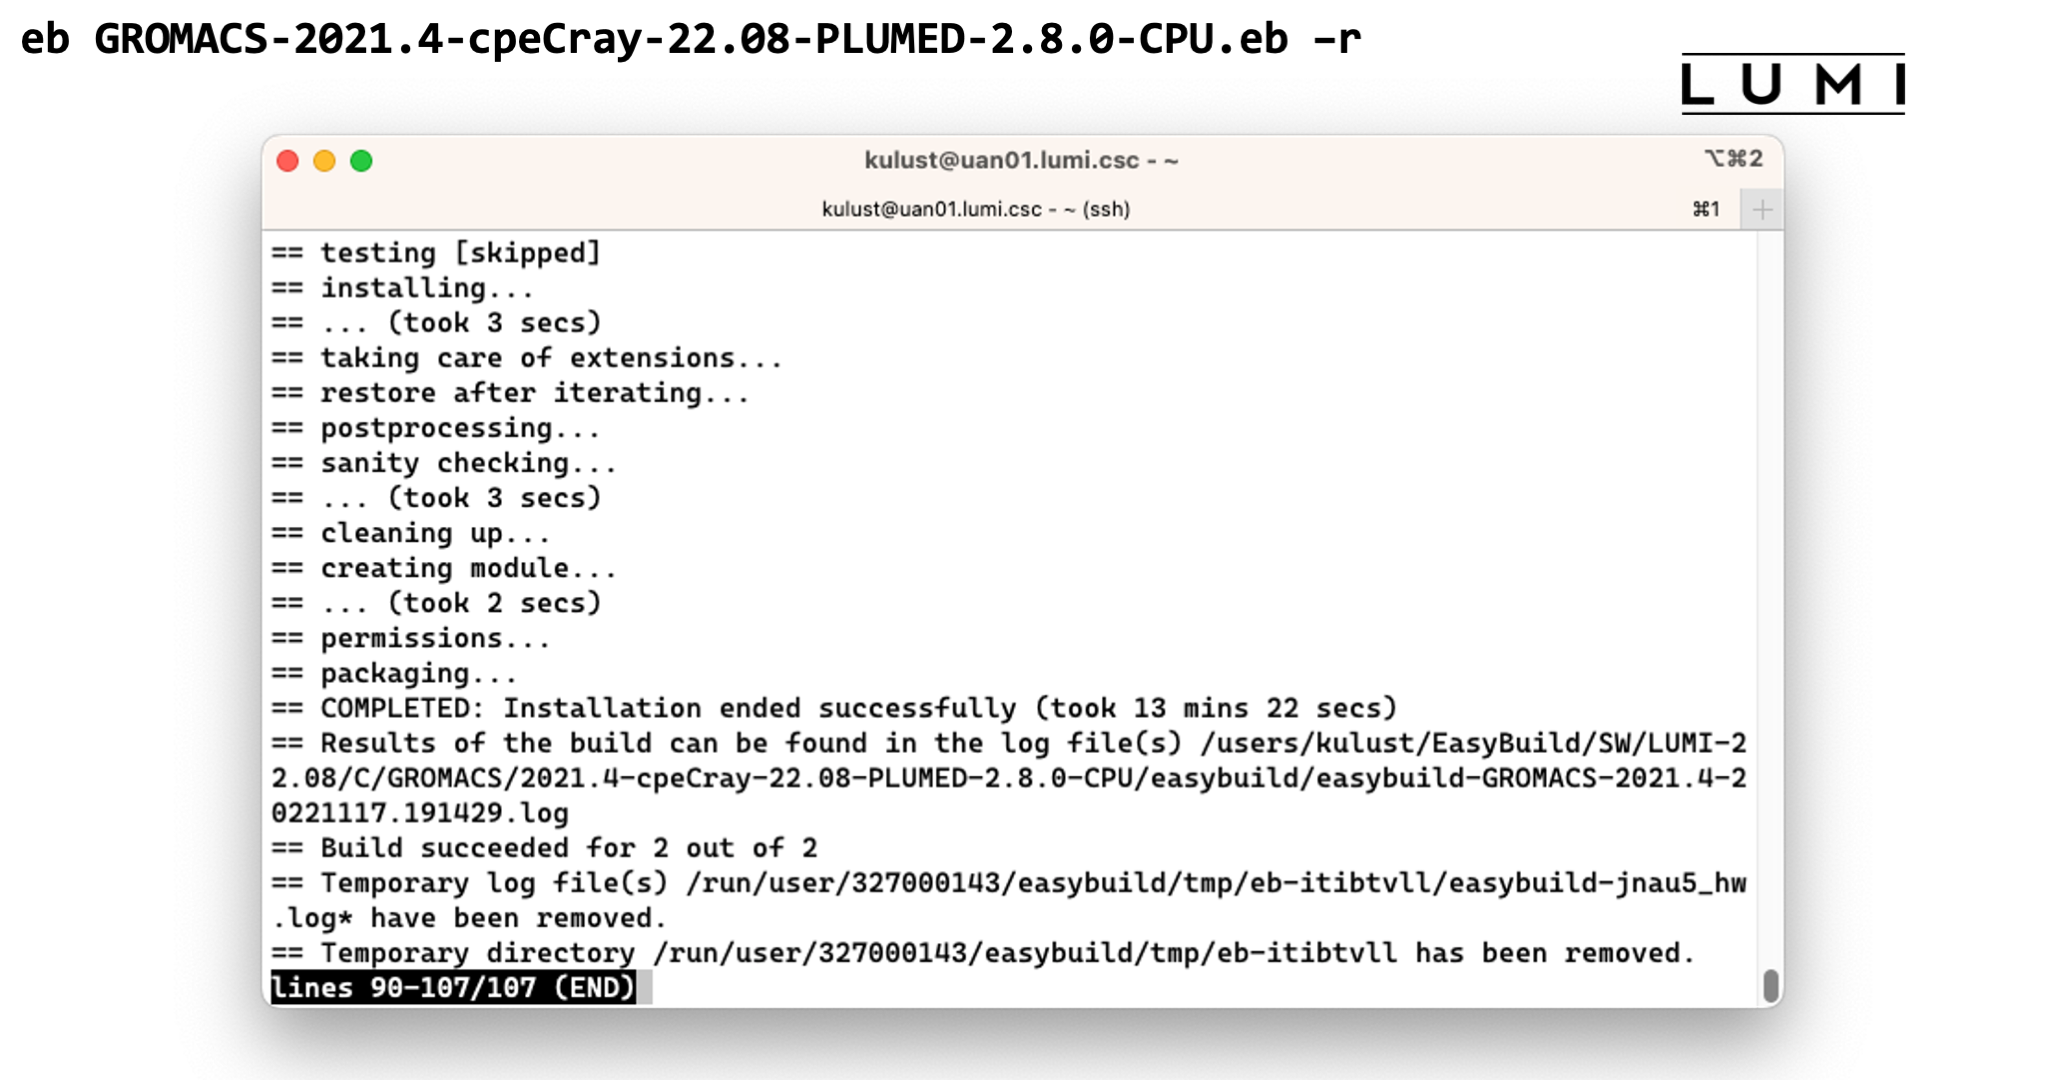 eb GROMACS-2021.4-cpeCray-22.08-PLUMED-2.8.0-CPU.eb –r
LUMI
kulust@uan01.lumi.csc - ~
⌥⌘2
kulust@uan01.lumi.csc - ~ (ssh)
⌘1
+
== testing [skipped]
== installing...
== ... (took 3 secs)
== taking care of extensions...
== restore after iterating...
== postprocessing...
== sanity checking...
== ... (took 3 secs)
== cleaning up...
== creating module...
== ... (took 2 secs)
== permissions...
== packaging...
== COMPLETED: Installation ended successfully (took 13 mins 22 secs)
== Results of the build can be found in the log file(s) /users/kulust/EasyBuild/SW/LUMI-2
2.08/C/GROMACS/2021.4-cpeCray-22.08-PLUMED-2.8.0-CPU/easybuild/easybuild-GROMACS-2021.4-2
0221117.191429.log
== Build succeeded for 2 out of 2
== Temporary log file(s) /run/user/327000143/easybuild/tmp/eb-itibtvll/easybuild-jnau5_hw
.log* have been removed.
== Temporary directory /run/user/327000143/easybuild/tmp/eb-itibtvll has been removed.
lines 90-107/107 (END)